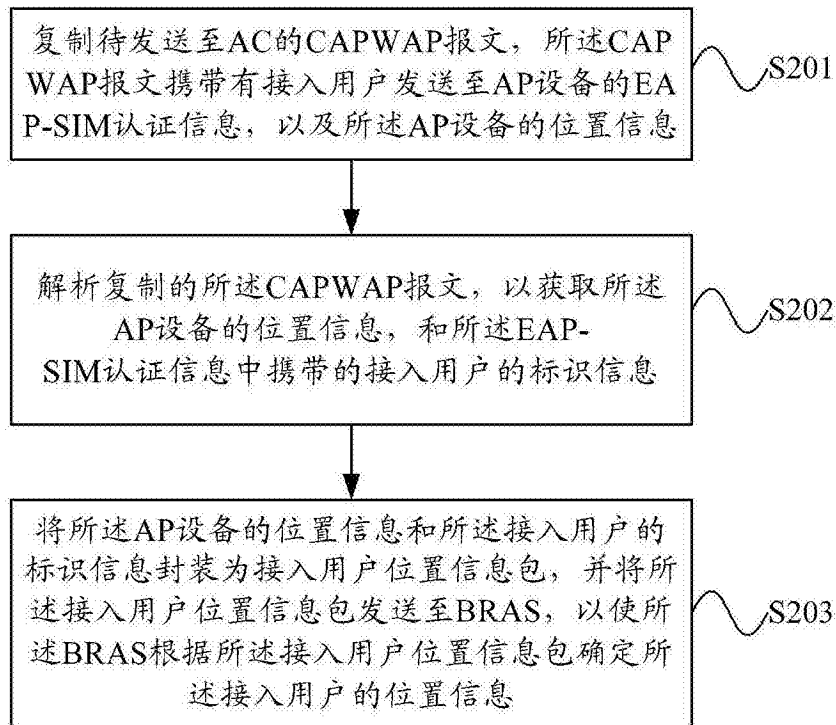 复制待发送至AC的CAPWAP报文，所述CAP
WAP报文携带有接入用户发送至AP设备的EA
P-SIM认证信息，以及所述AP设备的位置信息
S201
解析复制的所述CAPWAP报文，以获取所述
AP设备的位置信息，和所述EAP-
SIM认证信息中携带的接入用户的标识信息
S202
将所述AP设备的位置信息和所述接入用户的
标识信息封装为接入用户位置信息包，并将所
述接入用户位置信息包发送至BRAS，以使所
述BRAS根据所述接入用户位置信息包确定所
述接入用户的位置信息
S203